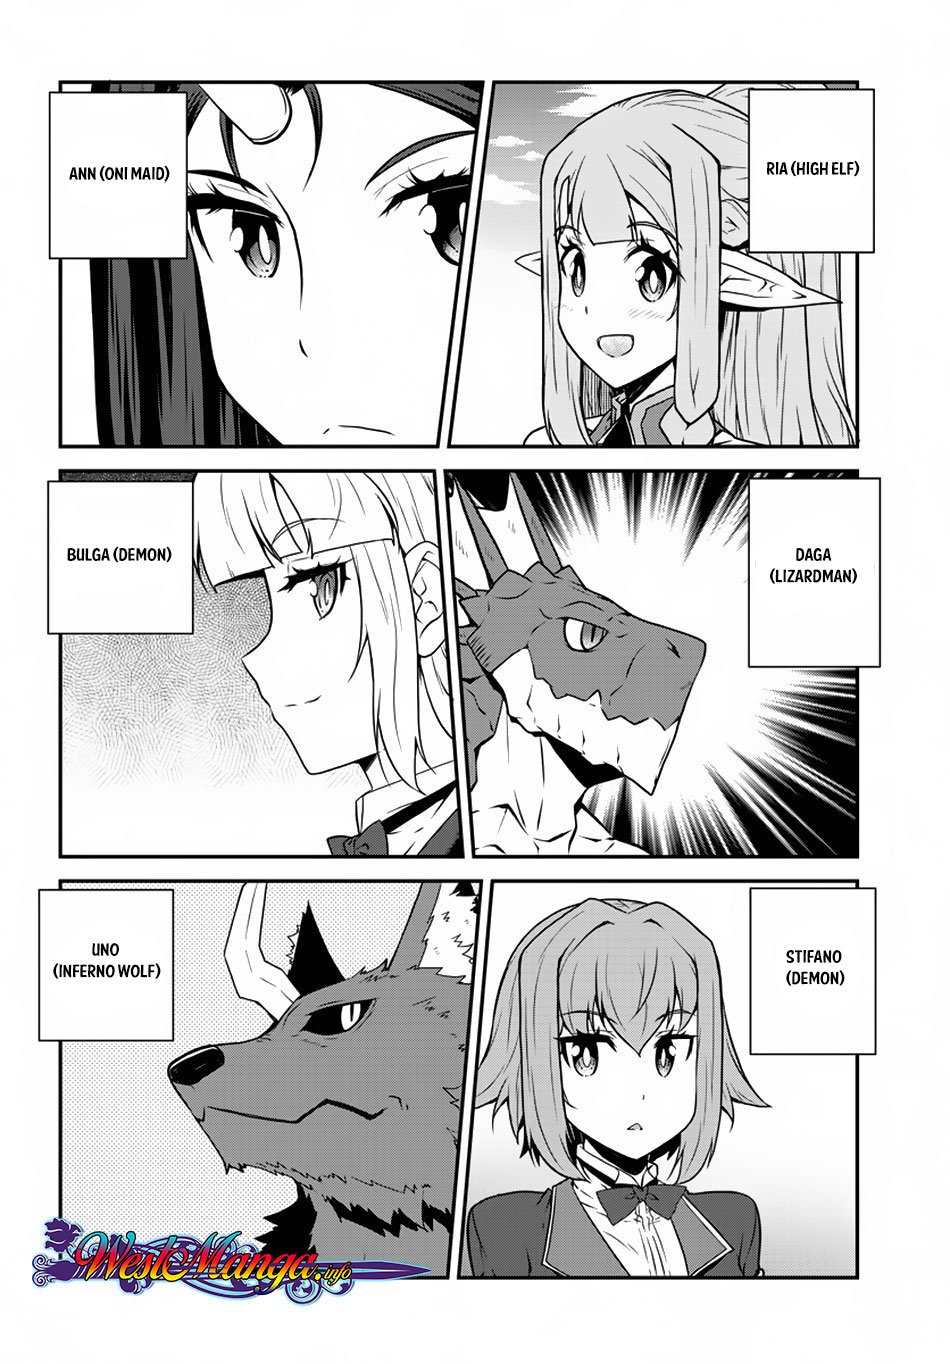 RIA (HIGH ELF)
ANN (ONI MAID)
DAGA
(LIZARDMAN)
BULGA (DEMON)
STIFANO
(DEMON)
UNO
(INFERNO WOLF)
WestManga.info